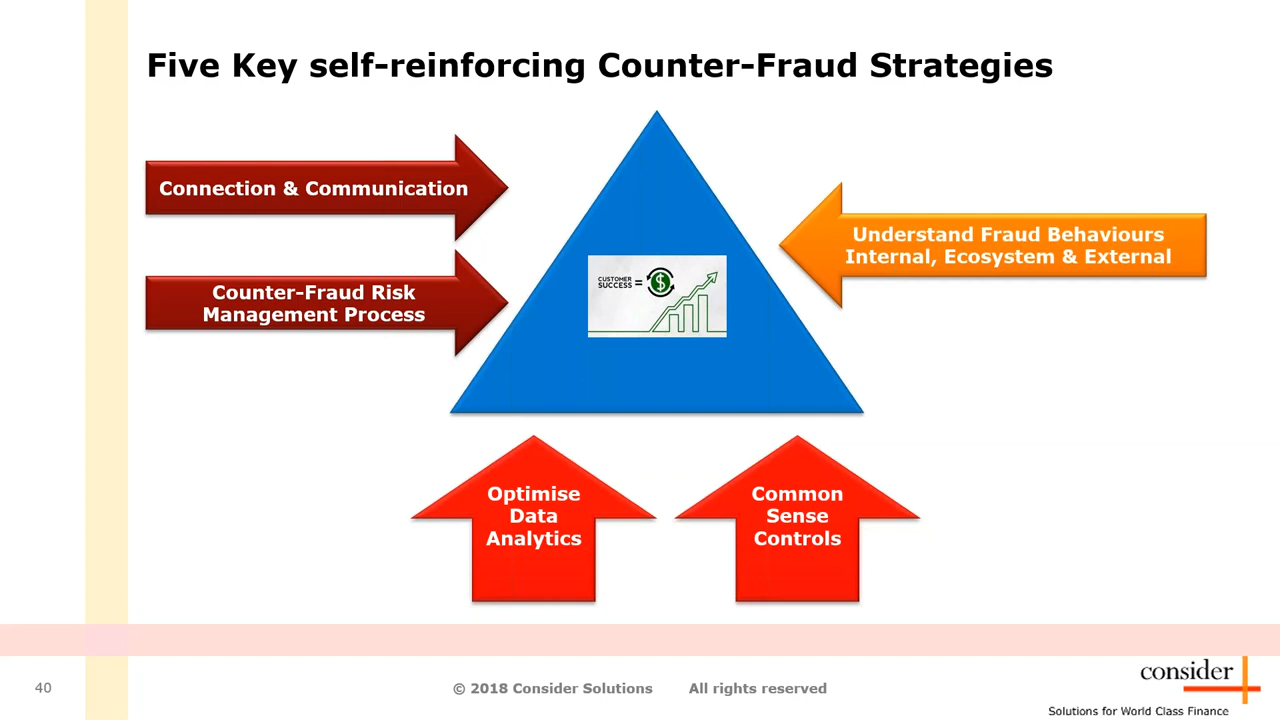 Five Key self-reinforcing Counter-Fraud Strategies
Connection & Communication
Counter-Fraud Risk
Management Process
CUSTOMER
SUCCESS =
$
Understand Fraud Behaviours
Internal, Ecosystem & External
Optimise
Data
Analytics
Common
Sense
Controls
40
© 2018 Consider Solutions All rights reserved
consider
Solutions for World Class Finance